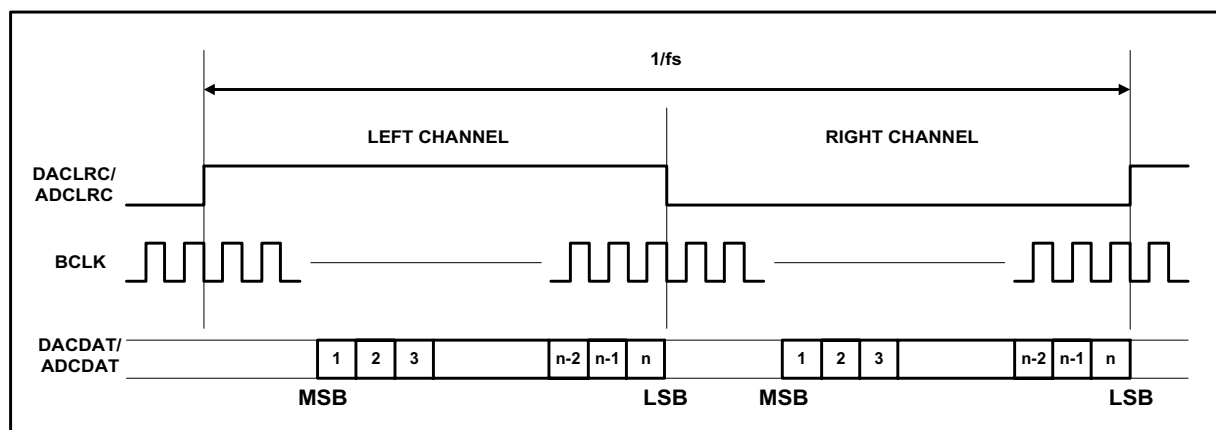 1/fs
LEFT CHANNEL
RIGHT CHANNEL
DACLRC/
ADCLRC
BCLK
DACDAT/
ADCDAT
1 2 3 n-2 n-1 n 1 2 3 n-2 n-1 n
MSB LSB MSB LSB